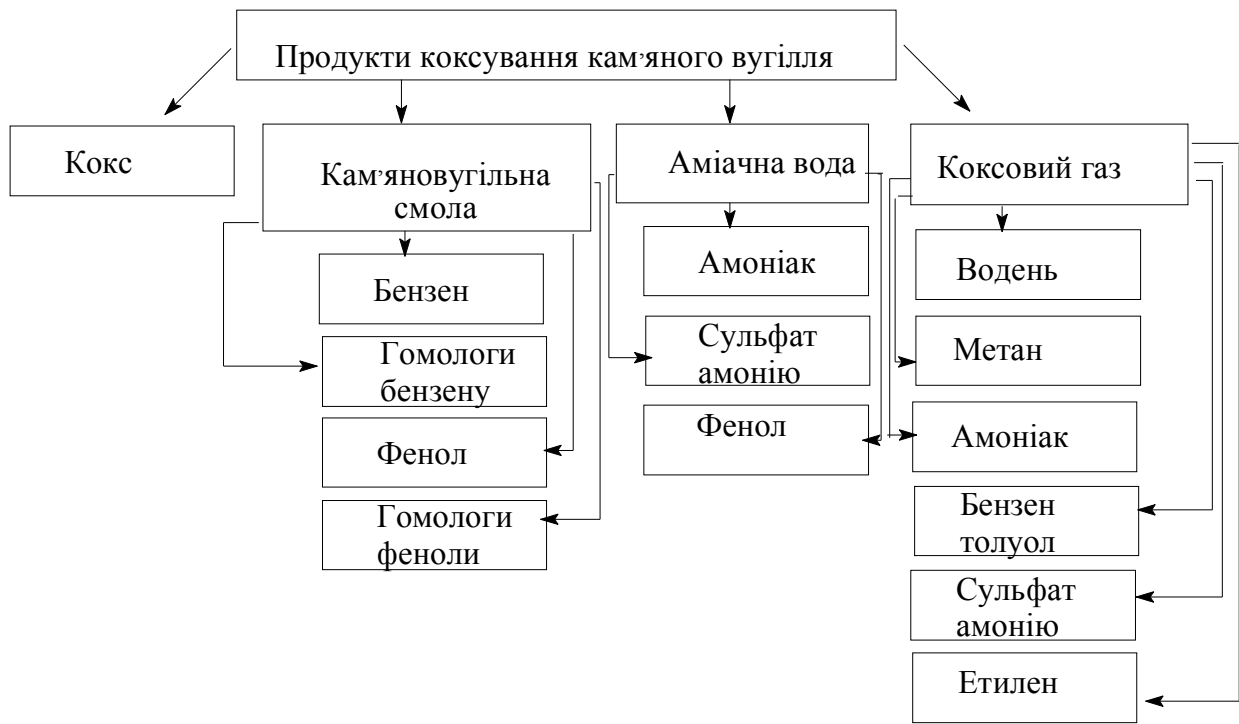 Продукти коксування кам’яного вугілля
Кокс
Кам’яновугільна
смола
Аміачна вода
Коксовий газ
Бензен
Гомологи
бензену
Фенол
Гомологи
феноли
Амоніак
Сульфат
амонію
Фенол
Водень
Метан
Амоніак
Бензен
толуол
Сульфат
амонію
Етилен